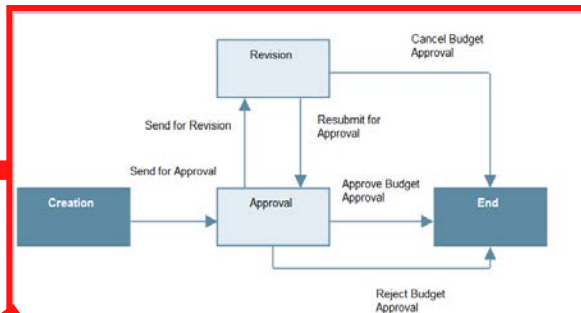 Cancel Budget
Approval
Revision
Send for Revision
Resubmit for
Approval
Send for Approval
Approve Budget
Approval
Creation
Approval
End
Reject Budget
Approval